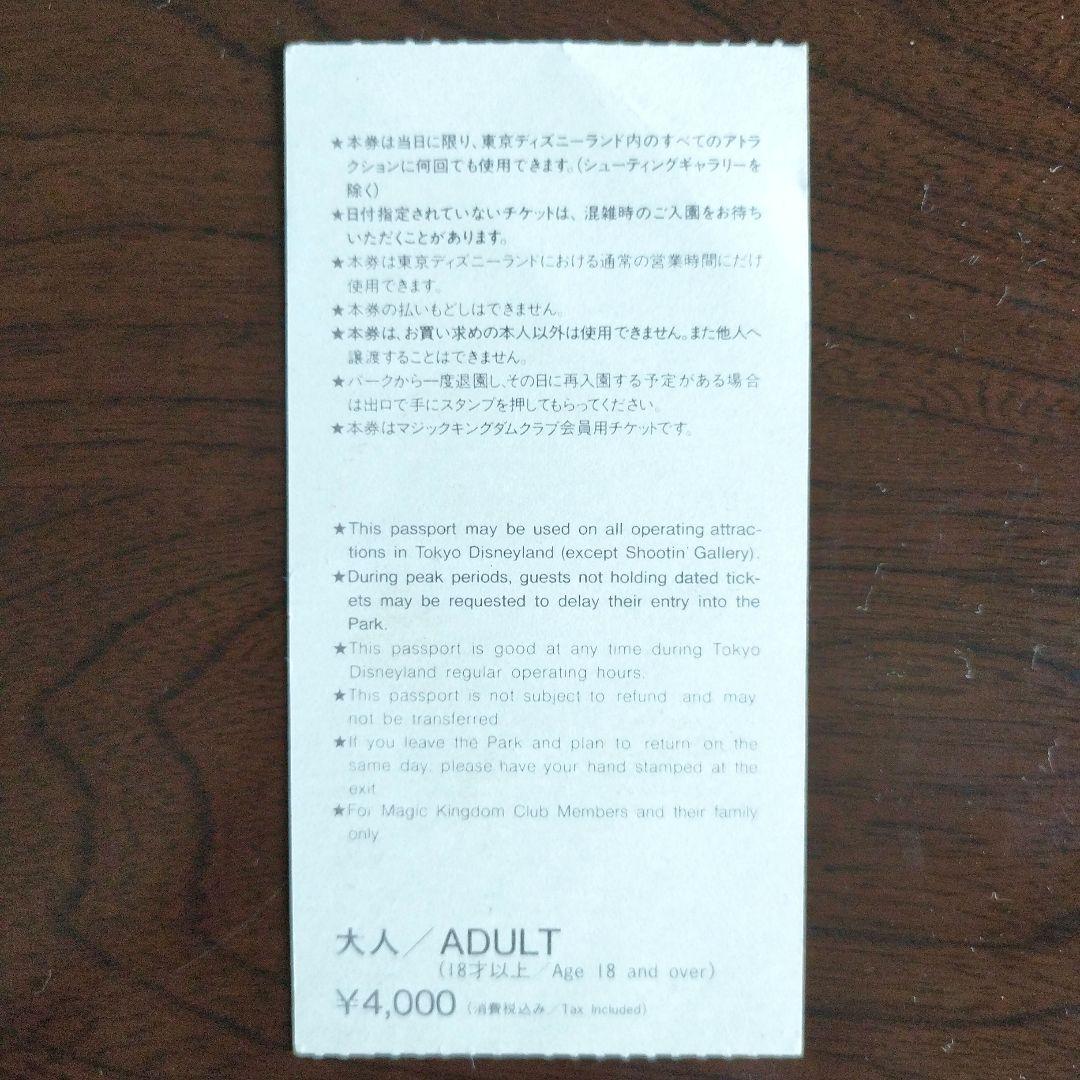 ★本券は当日に限り、東京ディズニーランド内のすべてのアトラ
クションに何回でも使用できます。(シューティングギャラリーを
除く)
★日付指定されていないチケットは、混雑時のご入園をお待ち
いただくことがあります。
★本券は東京ディズニーランドにおける通常の営業時間にだけ
使用できます。
★本券の払いもどしはできません。
★本券は、お買い求めの本人以外は使用できません。また他人へ
譲渡することはできません。
★パークから一度退園し、その日に再入園する予定がある場合
は出口で手にスタンプを押してもらってください。
★本券はマジックキングダムクラブ会員用チケットです。
★This passport may be used on all operating attrac-
tions in Tokyo Disneyland (except Shootin' Gallery).
★During peak periods, guests not holding dated tick-
ets may be requested to delay their entry into the
Park.
★This passport is good at any time during Tokyo
Disneyland regular operating hours.
★This passport is not subject to refund and may
not be transferred
★If you leave the Park and plan to return on the
same day, please have your hand stamped at the
exit
★For Magic Kingdom Club Members and their family
only
大人／ADULT
(18才以上／Age 18 and over)
¥4,000 (消費税込み／Tax Included)